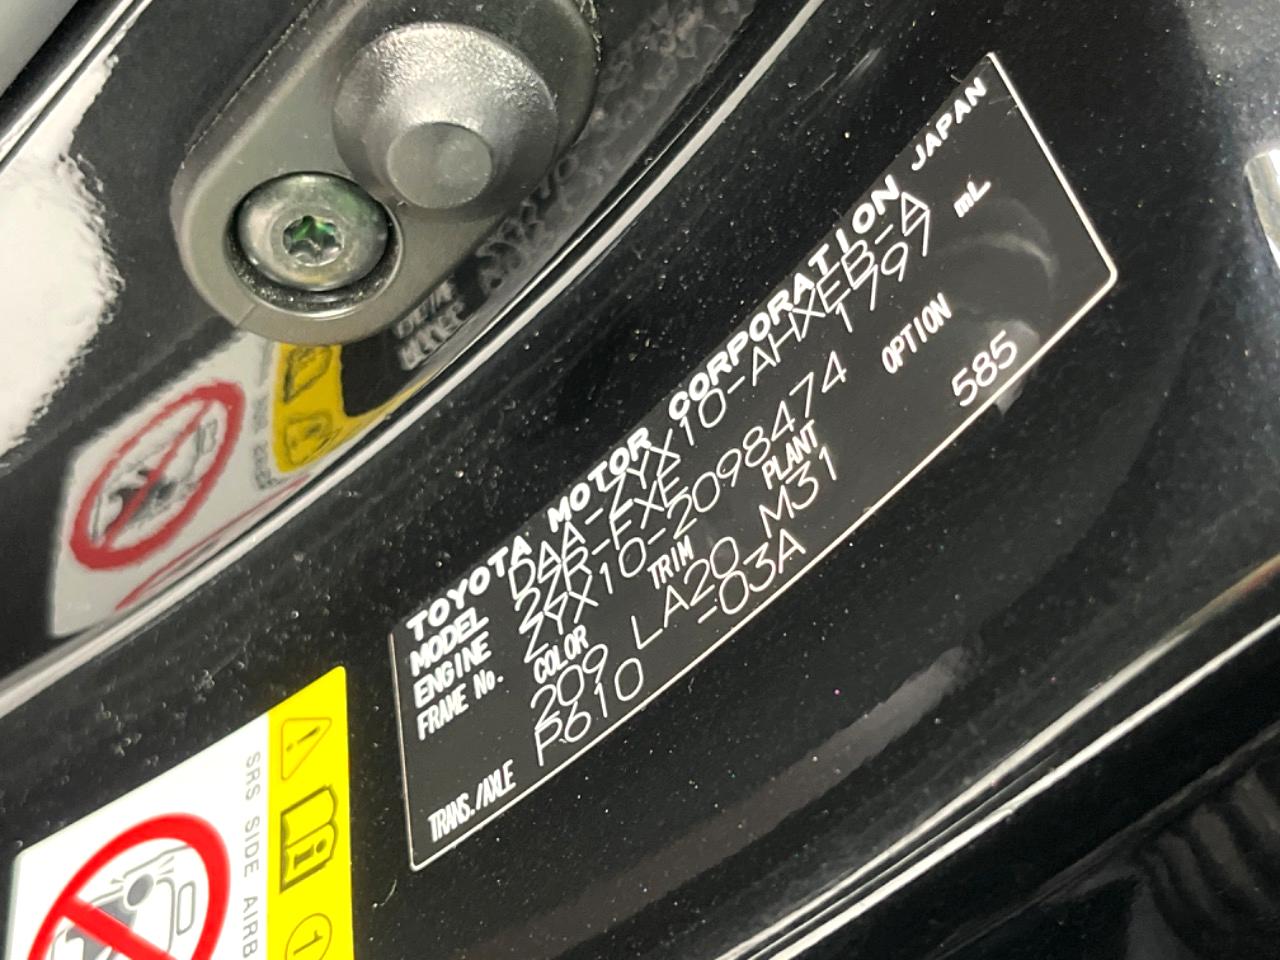 TOYOTA MOTOR CORPORATION JAPAN
MODEL DAA-ZYX10-AHXEB-A
ENGINE 2ZR-FXE 1797 mL
FRAME No. ZYX10-2098474
COLOR TRIM PLANT OPTION
209 LA20 M31 585
TRANS./AXLE P610 -03A
SRS SIDE AIRB